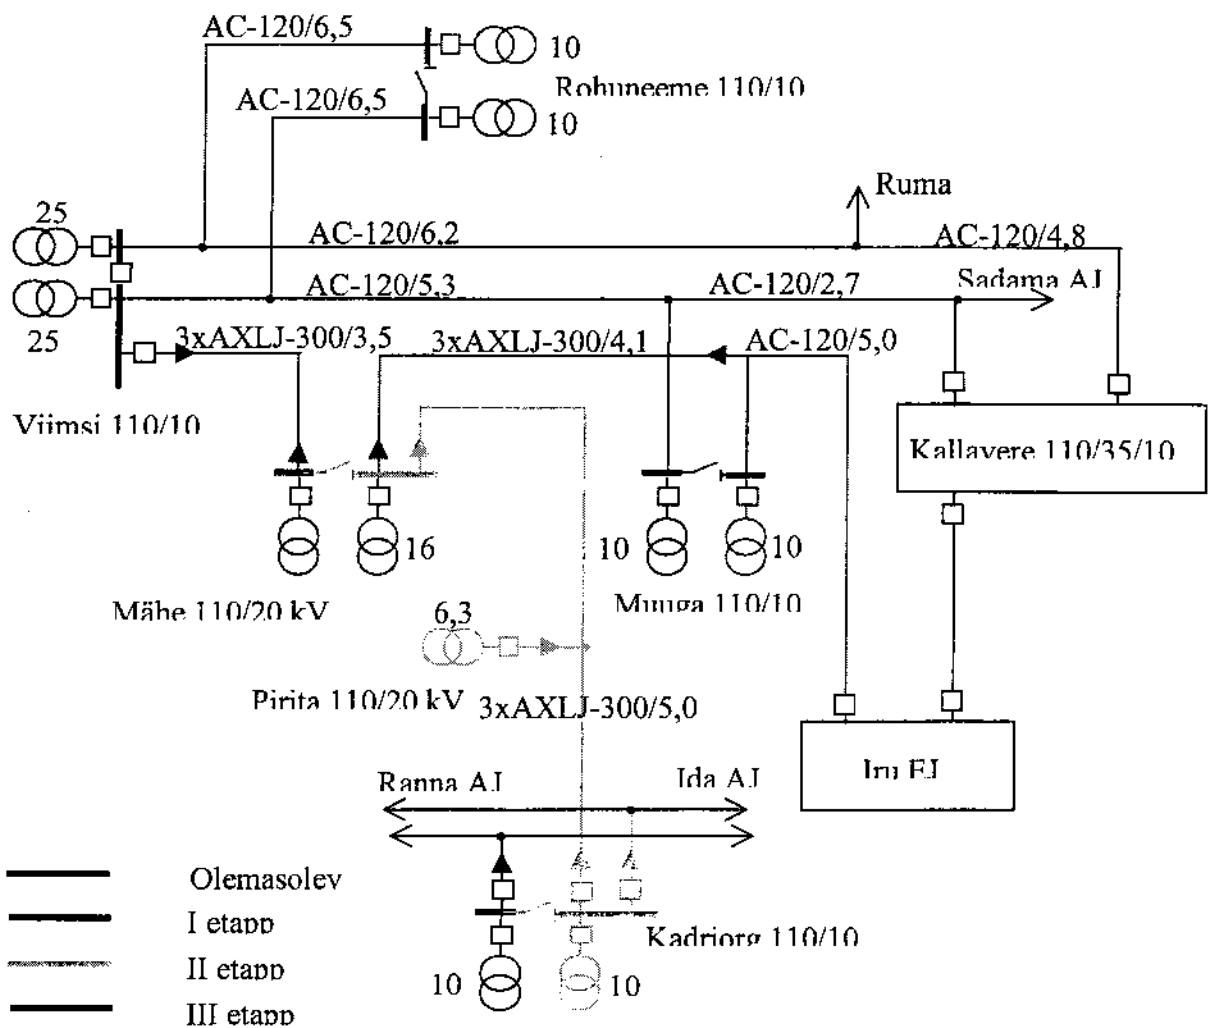 AC-120/6,5
10
Rohuneeme 110/10
AC-120/6,5
10
Ruma
25
AC-120/6,2
AC-120/4,8
Sadama AJ
AC-120/5,3
AC-120/2,7
25
3xAXLJ-300/3,5
3xAXLJ-300/4,1
AC-120/5,0
Viimsi 110/10
Kallavere 110/35/10
16
10
10
Mähe 110/20 kV
Muuga 110/10
6,3
Pirita 110/20 kV
3xAXLJ-300/5,0
Iru EJ
Ranna AJ
Ida AJ
Olemasolev
I etapp
Kadriorg 110/10
II etapp
10
10
III etapp